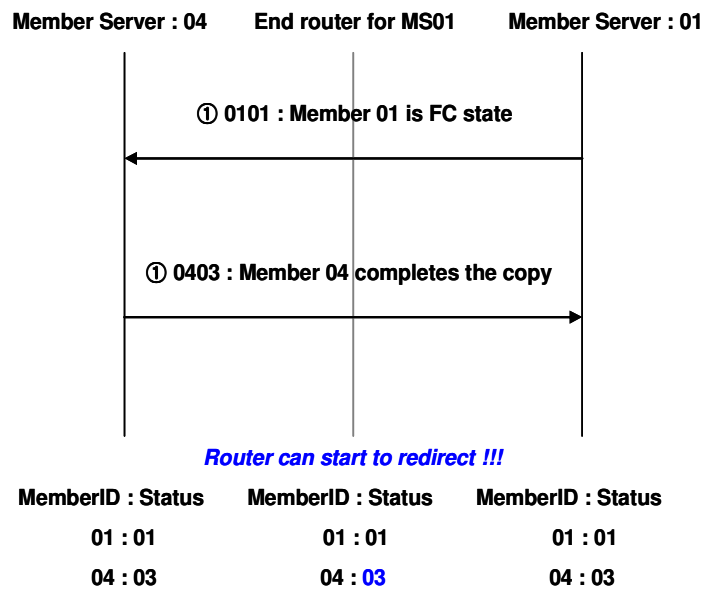 Member Server : 04 End router for MS01 Member Server : 01
① 0101 : Member 01 is FC state
① 0403 : Member 04 completes the copy
Router can start to redirect !!!
MemberID : Status MemberID : Status MemberID : Status
01 : 01 01 : 01 01 : 01
04 : 03 04 : 03 04 : 03